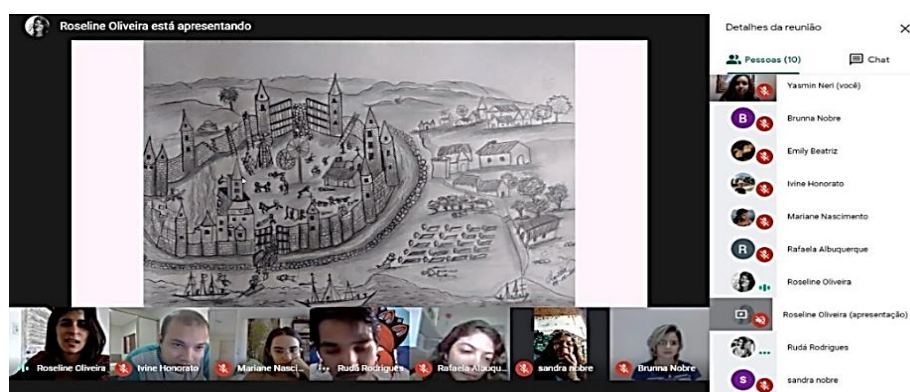 Roseline Oliveira está apresentando
Roseline Oliveira
Ivine Honorato
Mariane Nasci...
Rudá Rodrigues
Rafaela Albuqu...
sandra nobre
Brunna Nobre
Detalhes da reunião
Pessoas (10)
Chat
Yasmin Neri (você)
B
Brunna Nobre
Emily Beatriz
Ivine Honorato
Mariane Nascimento
R
Rafaela Albuquerque
Roseline Oliveira
Roseline Oliveira (apresentação)
Rudá Rodrigues
S
sandra nobre